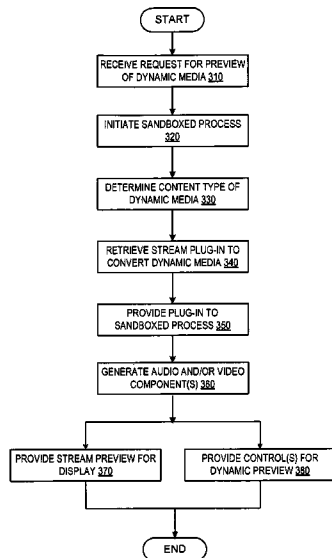 START
RECEIVE REQUEST FOR PREVIEW
OF DYNAMIC MEDIA 310
INITIATE SANDBOXED PROCESS
320
DETERMINE CONTENT TYPE OF
DYNAMIC MEDIA 330
RETRIEVE STREAM PLUG-IN TO
CONVERT DYNAMIC MEDIA 340
PROVIDE PLUG-IN TO
SANDBOXED PROCESS 350
GENERATE AUDIO AND/OR VIDEO
COMPONENT(S) 360
PROVIDE STREAM PREVIEW FOR
DISPLAY 370
PROVIDE CONTROL(S) FOR
DYNAMIC PREVIEW 380
END